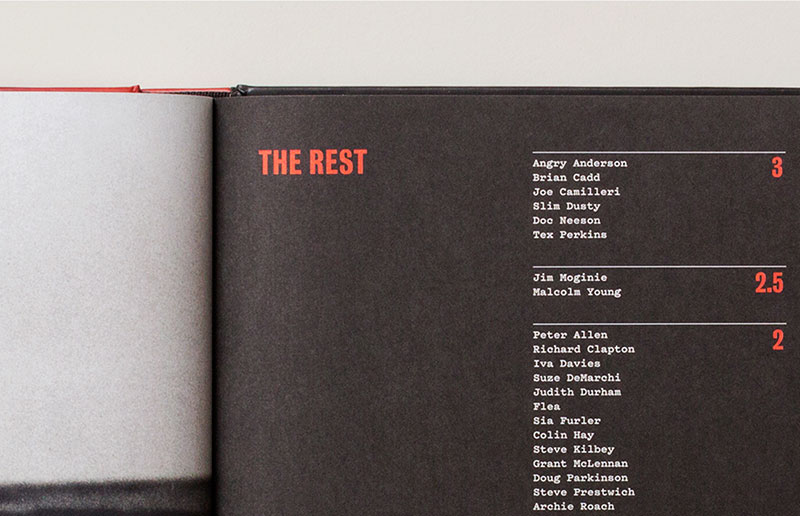 THE REST
Angry Anderson
Brian Cadd
Joe Camilleri
Slim Dusty
Doc Neeson
Tex Perkins
3
Jim Moginie
Malcolm Young
2.5
Peter Allen
Richard Clapton
Iva Davies
Suze DeMarchi
Judith Durham
Flea
Sia Furler
Colin Hay
Steve Kilbey
Grant McLennan
Doug Parkinson
Steve Prestwich
Archie Roach
2